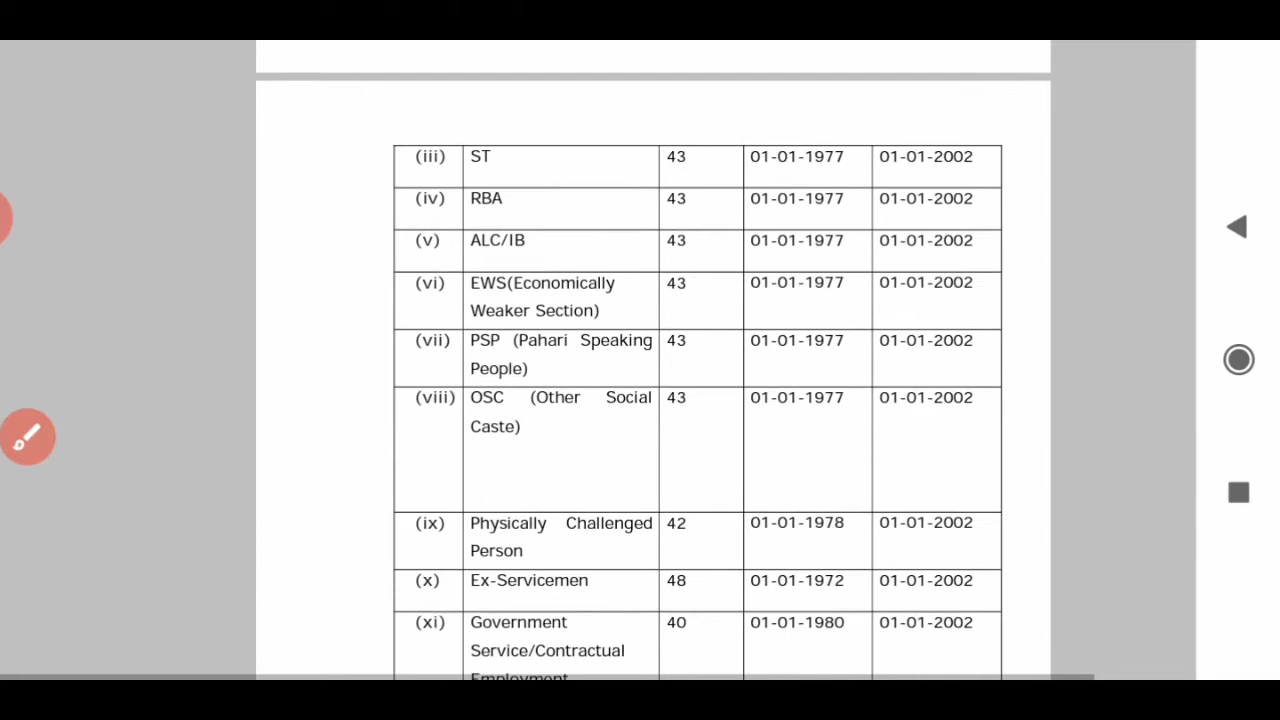 (iii) ST 43 01-01-1977 01-01-2002
(iv) RBA 43 01-01-1977 01-01-2002
(v) ALC/IB 43 01-01-1977 01-01-2002
(vi) EWS(Economically 43 01-01-1977 01-01-2002
Weaker Section)
(vii) PSP (Pahari Speaking 43 01-01-1977 01-01-2002
People)
(viii) OSC (Other Social 43 01-01-1977 01-01-2002
Caste)
(ix) Physically Challenged 42 01-01-1978 01-01-2002
Person
(x) Ex-Servicemen 48 01-01-1972 01-01-2002
(xi) Government 40 01-01-1980 01-01-2002
Service/Contractual
Employment